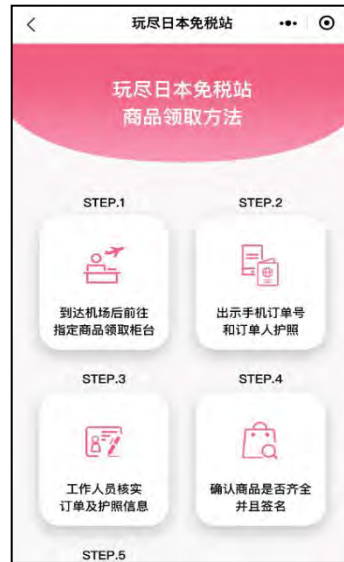 玩尽日本免税站
玩尽日本免税站
商品领取方法
STEP.1
到达机场后前往
指定商品领取柜台
STEP.2
出示手机订单号
和订单人护照
STEP.3
工作人员核实
订单及护照信息
STEP.4
确认商品是否齐全
并且签名
STEP.5